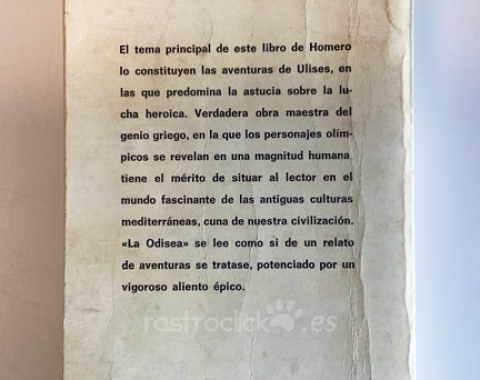 El tema principal de este libro de Homero
lo constituyen las aventuras de Ulises, en
las que predomina la astucia sobre la lu-
cha heroica. Verdadera obra maestra del
genio griego, en la que los personajes olím-
picos se revelan en una magnitud humana
tiene el mérito de situar al lector en el
mundo fascinante de las antiguas culturas
mediterráneas, cuna de nuestra civilización.
«La Odisea» se lee como si de un relato
de aventuras se tratase, potenciado por un
vigoroso aliento épico.
rastroclick.es